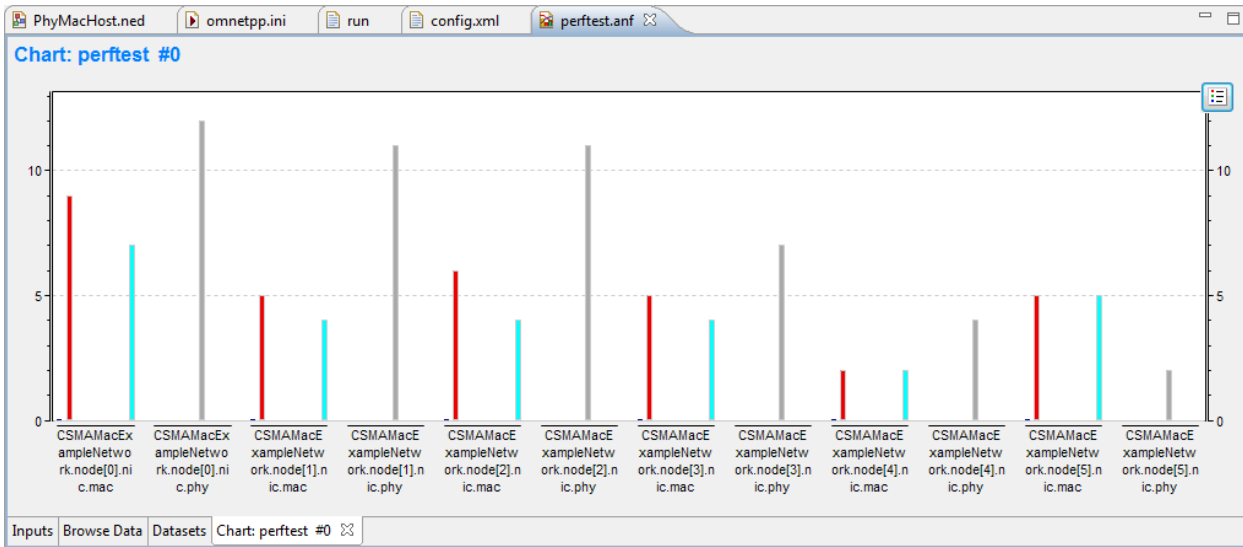 PhyMacHost.ned omnetpp.ini run config.xml perftest.anf
Chart: perftest #0
10 10
5 5
0 0
CSMAMacEx CSMAMacEx CSMAMacE CSMAMacE CSMAMacE CSMAMacE CSMAMacE CSMAMacE CSMAMacE CSMAMacE CSMAMacE CSMAMacE
ampleNetwo ampleNetwo xampleNetw xampleNetw xampleNetw xampleNetw xampleNetw xampleNetw xampleNetw xampleNetw xampleNetw xampleNetw
rk.node[0].ni rk.node[0].ni ork.node[1].n ork.node[1].n ork.node[2].n ork.node[2].n ork.node[3].n ork.node[3].n ork.node[4].n ork.node[4].n ork.node[5].n ork.node[5].n
c.mac c.phy ic.mac ic.phy ic.mac ic.phy ic.mac ic.phy ic.mac ic.phy ic.mac ic.phy
Inputs Browse Data Datasets Chart: perftest #0